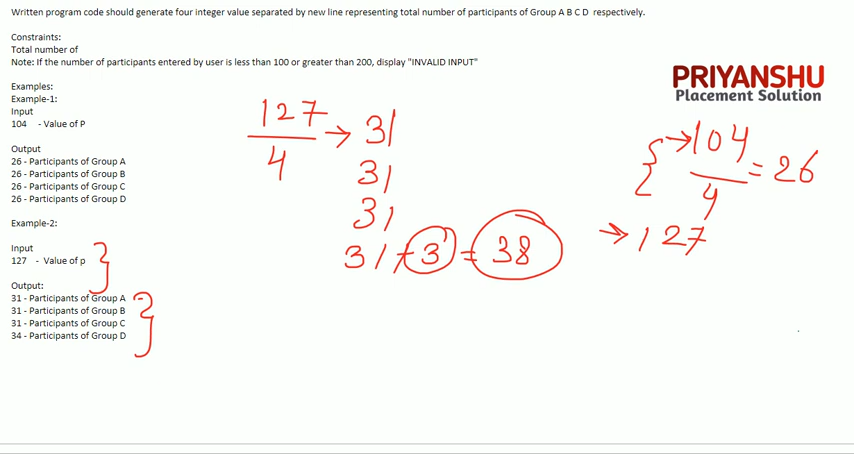 Written program code should generate four integer value separated by new line representing total number of participants of Group A B C D respectively.
Constraints:
Total number of
Note: If the number of participants entered by user is less than 100 or greater than 200, display "INVALID INPUT"
Examples:
Example-1:
Input
104 - Value of P
Output
26 - Participants of Group A
26 - Participants of Group B
26 - Participants of Group C
26 - Participants of Group D
Example-2:
Input
127 - Value of p
Output:
31 - Participants of Group A
31 - Participants of Group B
31 - Participants of Group C
34 - Participants of Group D
127
4
→ 31
31
31
31 + 3 = 38
PRIYANSHU
Placement Solution
→ 104
4
= 26
→ 127